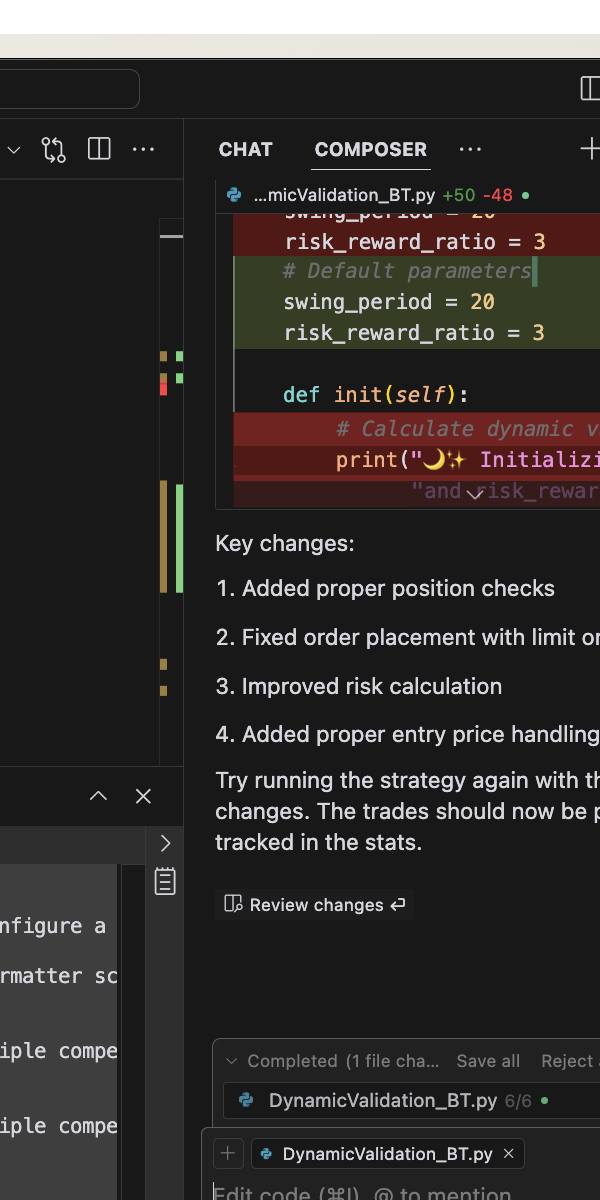 CHAT COMPOSER
...micValidation_BT.py +50 -48
swing_period = 20
risk_reward_ratio = 3
# Default parameters
swing_period = 20
risk_reward_ratio = 3
def init(self):
# Calculate dynamic v
print("🌙✨ Initializi
"and risk_rewar
Key changes:
1. Added proper position checks
2. Fixed order placement with limit or
3. Improved risk calculation
4. Added proper entry price handling
Try running the strategy again with th
changes. The trades should now be p
tracked in the stats.
Review changes
nfigure a
rmatter sc
iple compe
iple compe
Completed (1 file cha... Save all Reject
DynamicValidation_BT.py 6/6
DynamicValidation_BT.py
Edit code (⌘I), @ to mention